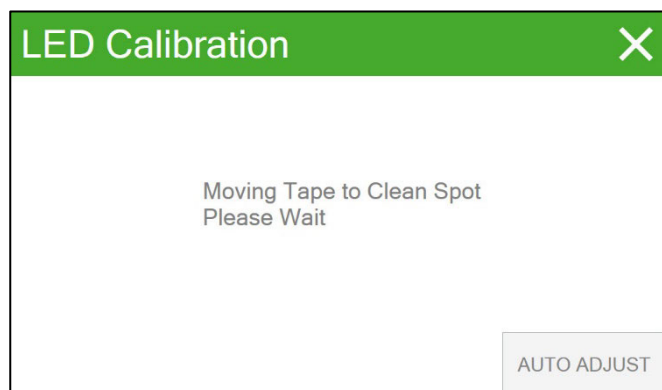 LED Calibration
Moving Tape to Clean Spot
Please Wait
AUTO ADJUST